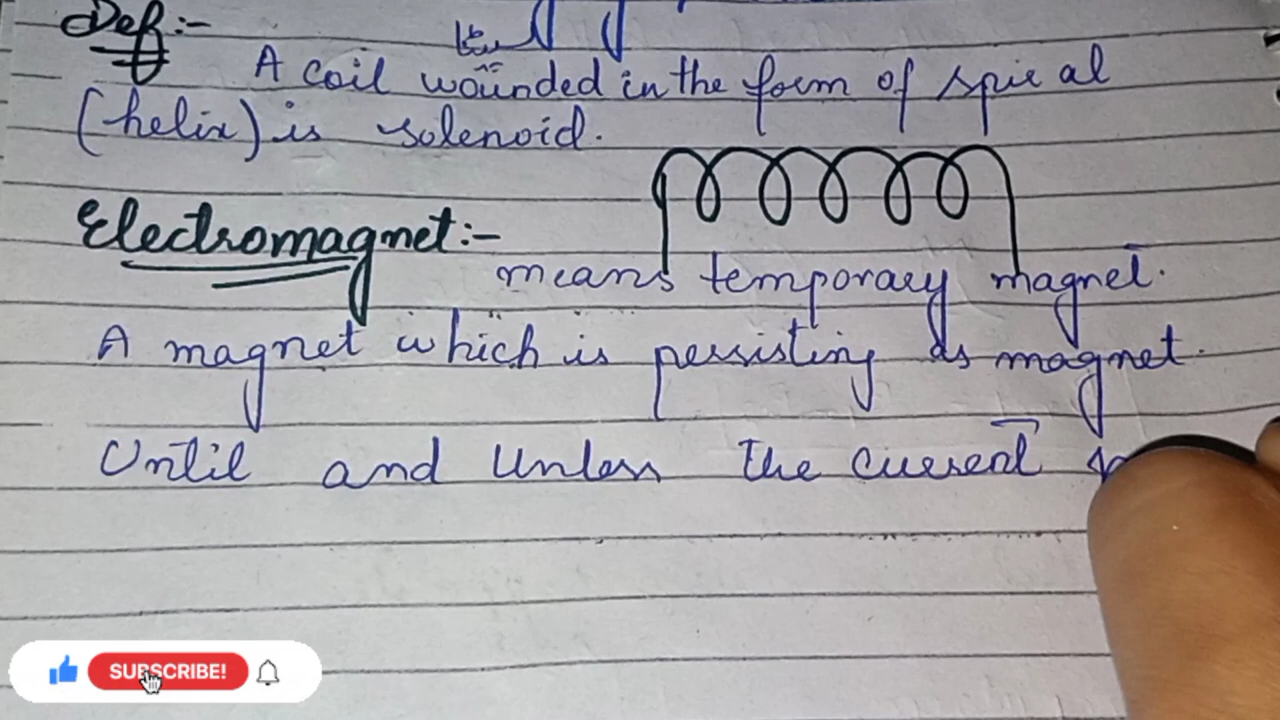 Def:-
A coil wounded in the form of spiral
(helix) is solenoid.
Electromagnet:-
means temporary magnet.
A magnet which is persisting as magnet.
Until and Unless the current
SUBSCRIBE!